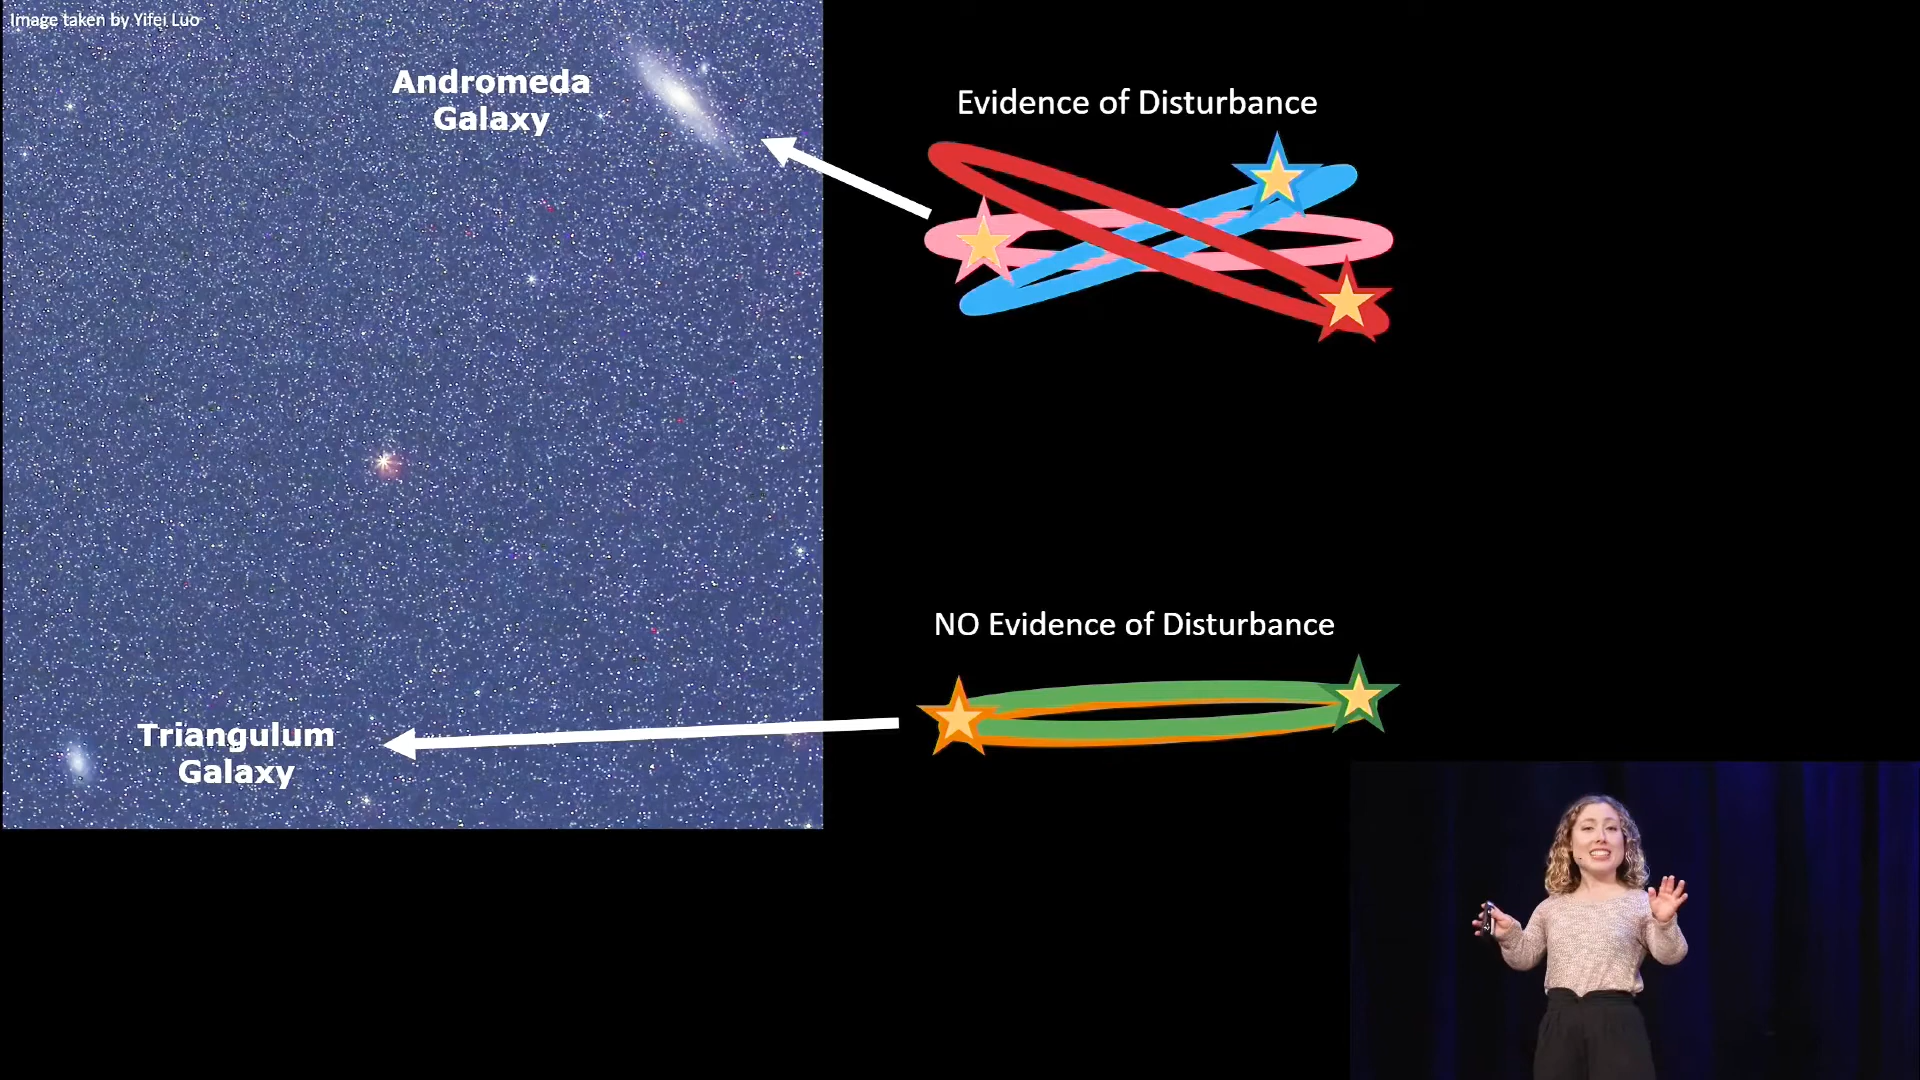 Image taken by Yifei Luo
Andromeda
Galaxy
Evidence of Disturbance
NO Evidence of Disturbance
Triangulum
Galaxy